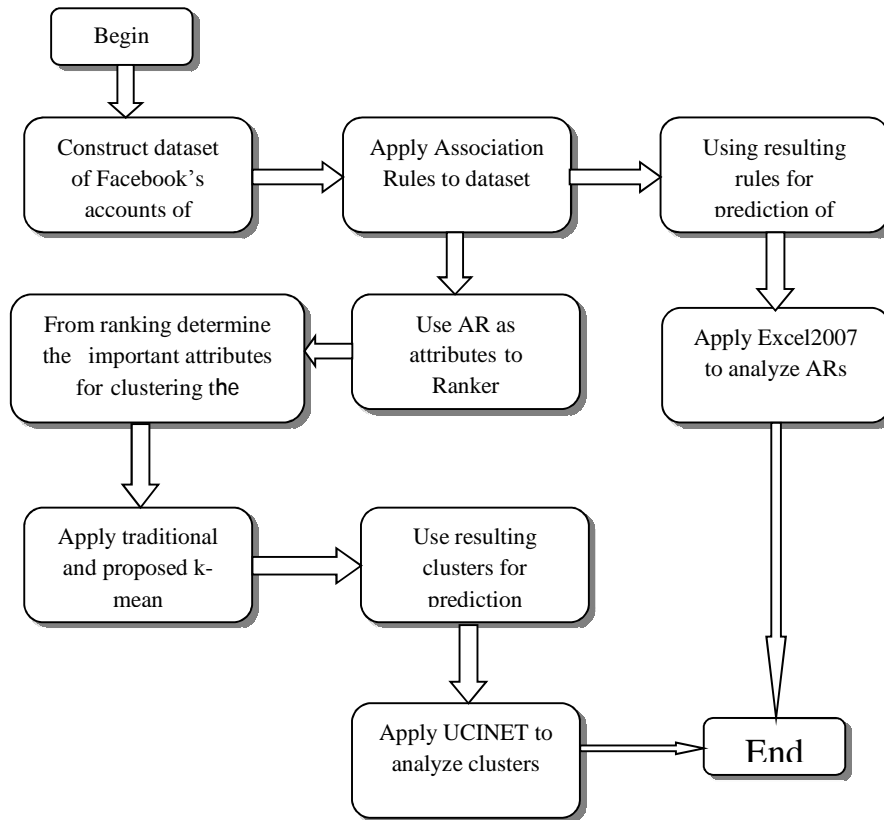 Begin
Construct dataset
of Facebook's
accounts of
Apply Association
Rules to dataset
Using resulting
rules for
prediction of
From ranking determine
the important attributes
for clustering the
Use AR as
attributes to
Ranker
Apply Excel2007
to analyze ARs
Apply traditional
and proposed k-
mean
Use resulting
clusters for
prediction
Apply UCINET to
analyze clusters
End